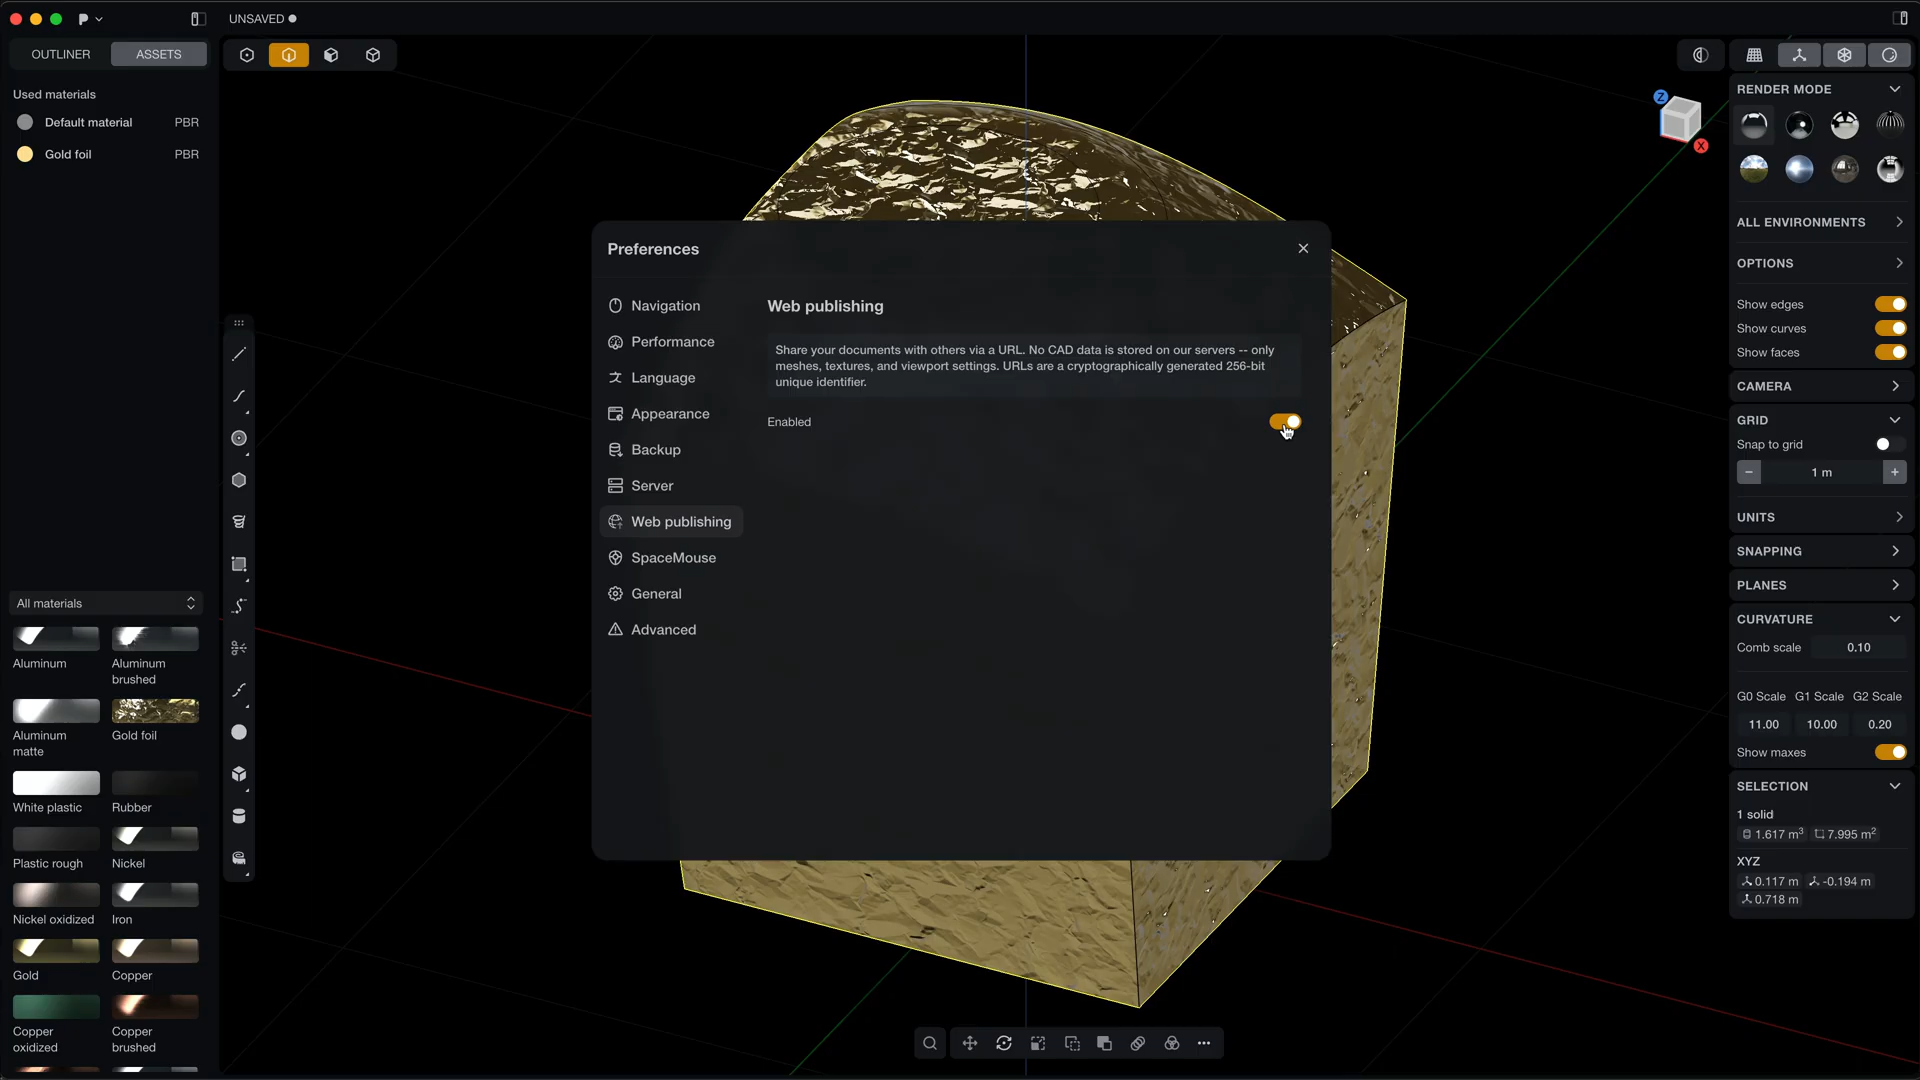 UNSAVED
OUTLINER
ASSETS
Used materials
Default material PBR
Gold foil PBR
All materials
Aluminum
Aluminum brushed
Aluminum matte
Gold foil
White plastic
Rubber
Plastic rough
Nickel
Nickel oxidized
Iron
Gold
Copper
Copper oxidized
Copper brushed
Preferences
Navigation
Performance
Language
Appearance
Backup
Server
Web publishing
SpaceMouse
General
Advanced
Web publishing
Share your documents with others via a URL. No CAD data is stored on our servers -- only
meshes, textures, and viewport settings. URLs are a cryptographically generated 256-bit
unique identifier.
Enabled
Z
X
RENDER MODE
ALL ENVIRONMENTS
OPTIONS
Show edges
Show curves
Show faces
CAMERA
GRID
Snap to grid
− 1 m +
UNITS
SNAPPING
PLANES
CURVATURE
Comb scale 0.10
G0 Scale G1 Scale G2 Scale
11.00 10.00 0.20
Show maxes
SELECTION
1 solid
1.617 m³ 7.995 m²
XYZ
0.117 m -0.194 m
0.718 m